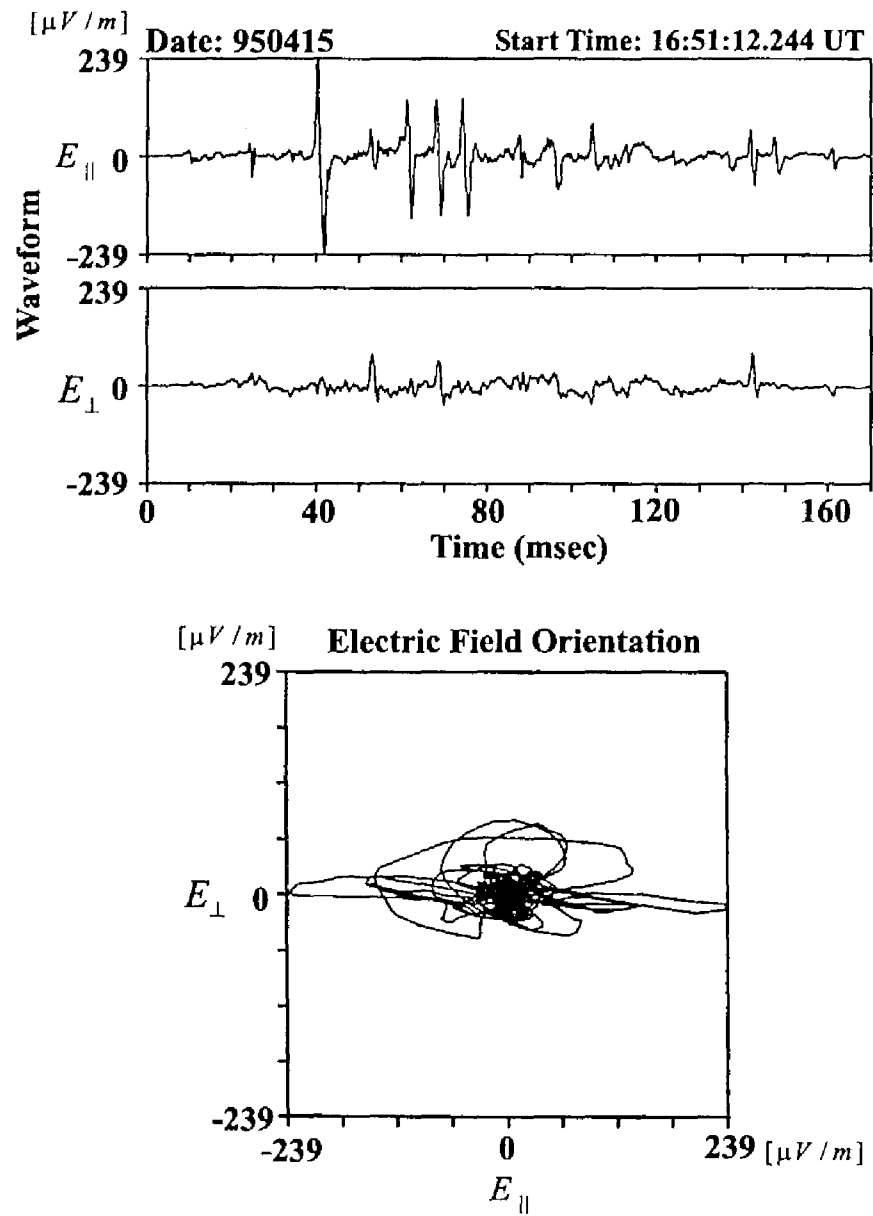 [μV/m]
Date: 950415 Start Time: 16:51:12.244 UT
239
E∥ 0
-239
Waveform
239
E⊥ 0
-239
0 40 80 120 160
Time (msec)
[μV/m] Electric Field Orientation
239
E⊥ 0
-239
-239 0 239 [μV/m]
E∥